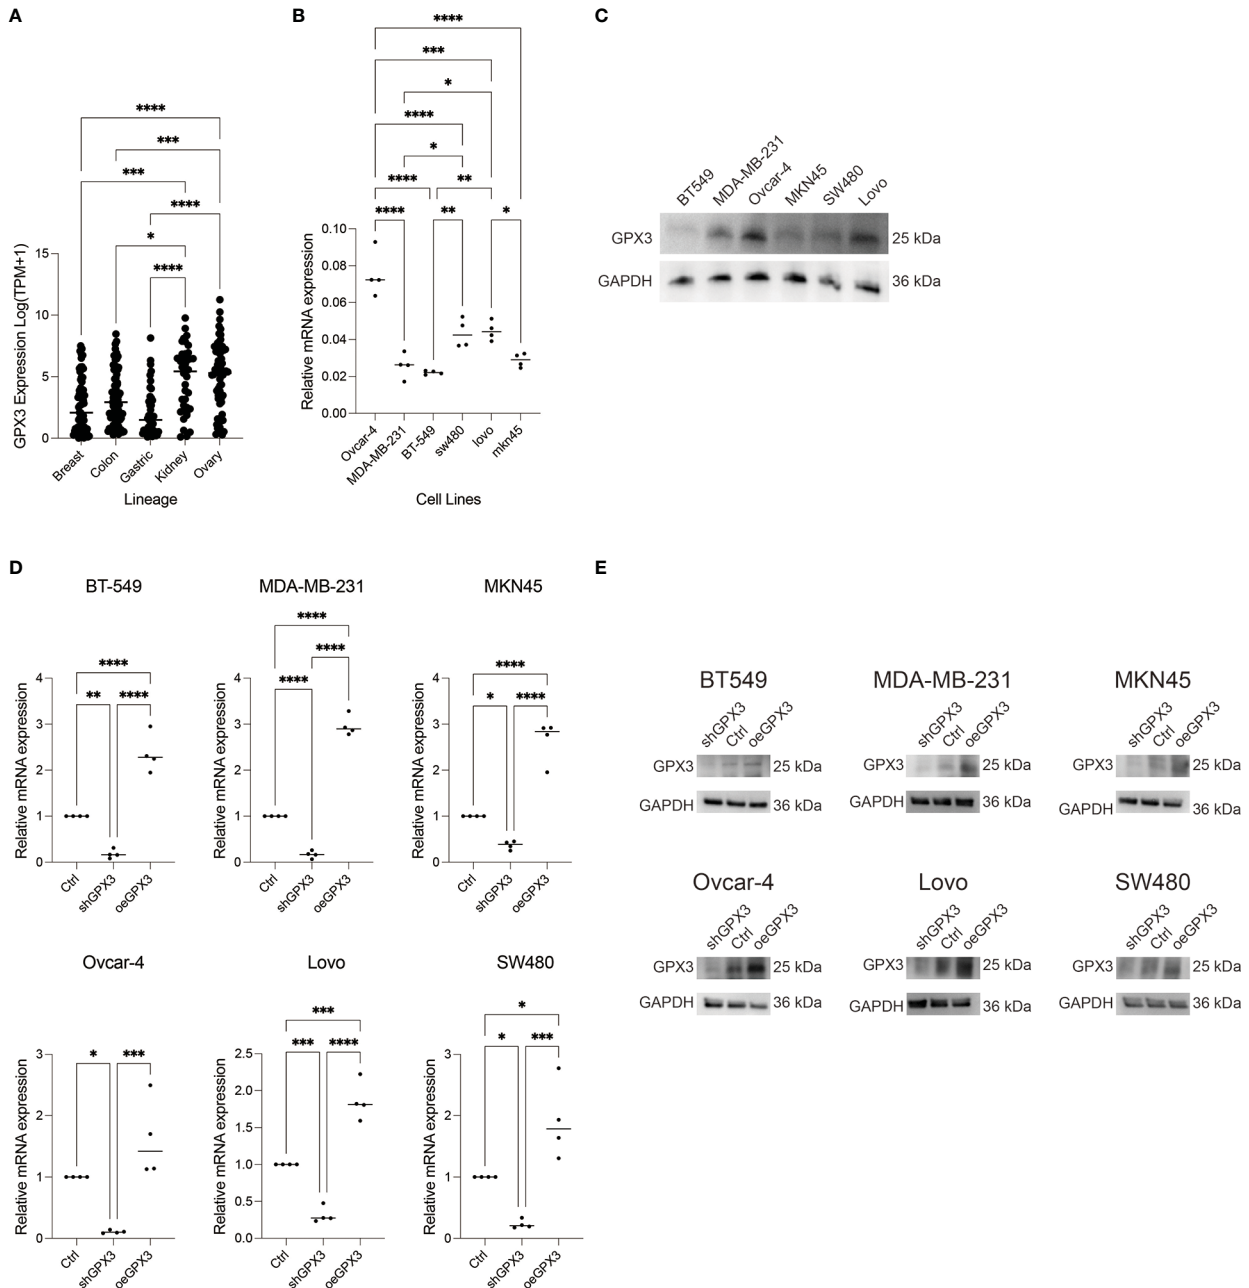 A
****
***
***
****
*
****
GPX3 Expression Log(TPM+1)
15
10
5
0
Breast
Colon
Gastric
Kidney
Ovary
Lineage
B
****
***
*
****
*
**** **
**** ** *
Relative mRNA expression
0.10
0.08
0.06
0.04
0.02
0.00
Ovcar-4
MDA-MB-231
BT-549
sw480
lovo
mkn45
Cell Lines
C
BT549
MDA-MB-231
Ovcar-4
MKN45
SW480
Lovo
GPX3 25 kDa
GAPDH 36 kDa
D
BT-549
****
** ****
Relative mRNA expression
4
3
2
1
0
Ctrl
shGPX3
oeGPX3
MDA-MB-231
****
****
****
Relative mRNA expression
4
3
2
1
0
Ctrl
shGPX3
oeGPX3
MKN45
****
* ****
Relative mRNA expression
4
3
2
1
0
Ctrl
shGPX3
oeGPX3
Ovcar-4
* ***
Relative mRNA expression
3
2
1
0
Ctrl
shGPX3
oeGPX3
Lovo
***
*** ****
Relative mRNA expression
2.5
2.0
1.5
1.0
0.5
0.0
Ctrl
shGPX3
oeGPX3
SW480
*
* ***
Relative mRNA expression
3
2
1
0
Ctrl
shGPX3
oeGPX3
E
BT549
shGPX3
Ctrl
oeGPX3
GPX3 25 kDa
GAPDH 36 kDa
MDA-MB-231
shGPX3
Ctrl
oeGPX3
GPX3 25 kDa
GAPDH 36 kDa
MKN45
shGPX3
Ctrl
oeGPX3
GPX3 25 kDa
GAPDH 36 kDa
Ovcar-4
shGPX3
Ctrl
oeGPX3
GPX3 25 kDa
GAPDH 36 kDa
Lovo
shGPX3
Ctrl
oeGPX3
GPX3 25 kDa
GAPDH 36 kDa
SW480
shGPX3
Ctrl
oeGPX3
GPX3 25 kDa
GAPDH 36 kDa